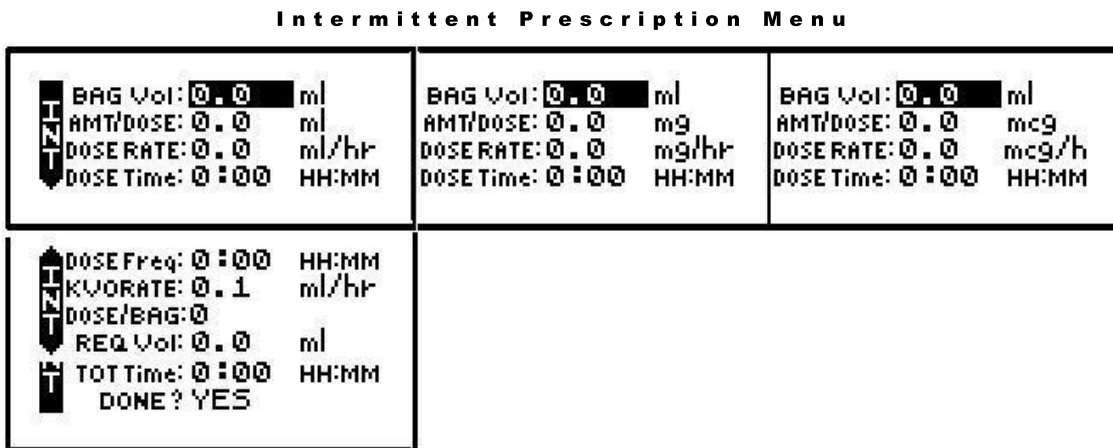 Intermittent Prescription Menu
INT
BAG Vol: 0.0 ml
AMT/DOSE: 0.0 ml
DOSE RATE: 0.0 ml/hr
DOSE Time: 0:00 HH:MM
BAG Vol: 0.0 ml
AMT/DOSE: 0.0 mg
DOSE RATE: 0.0 mg/hr
DOSE Time: 0:00 HH:MM
BAG Vol: 0.0 ml
AMT/DOSE: 0.0 mcg
DOSE RATE: 0.0 mcg/h
DOSE Time: 0:00 HH:MM
INT
DOSE Freq: 0:00 HH:MM
KVORATE: 0.1 ml/hr
DOSE/BAG: 0
REQ Vol: 0.0 ml
TOT Time: 0:00 HH:MM
DONE? YES